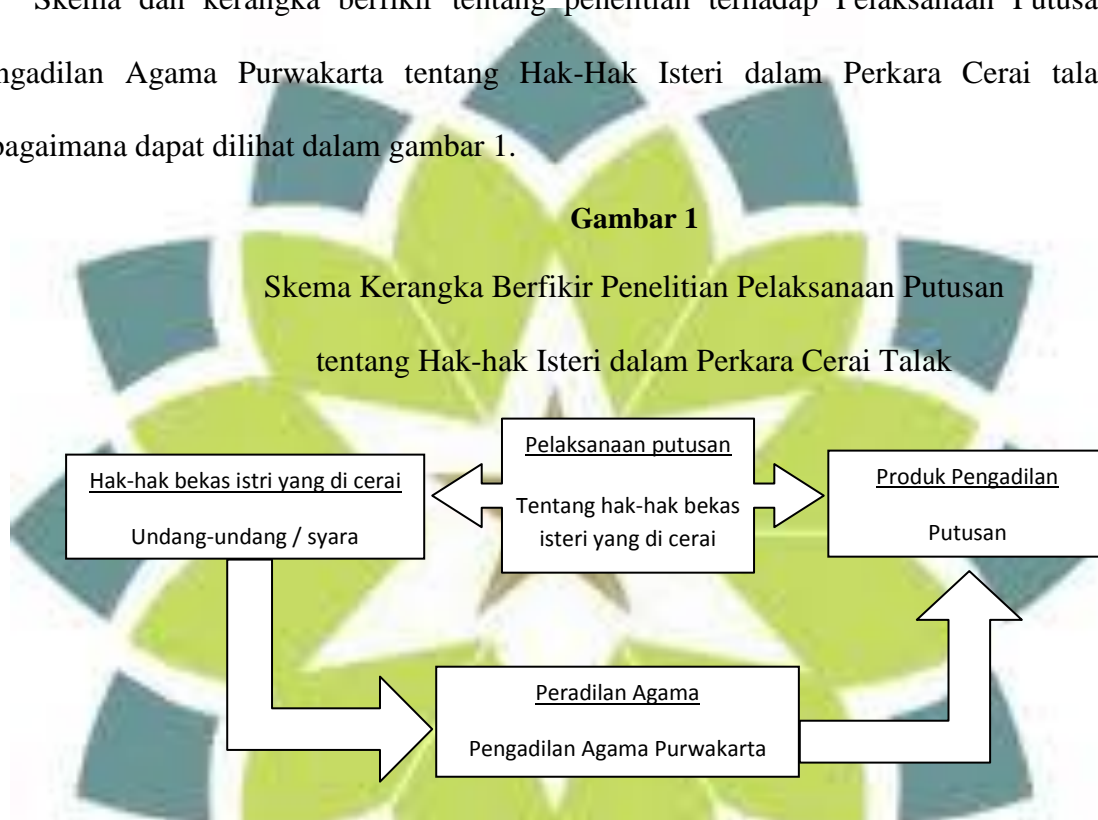 Skema dan kerangka berfikir tentang penelitian terhadap Pelaksanaan Putusa
ngadilan Agama Purwakarta tentang Hak-Hak Isteri dalam Perkara Cerai tala
bagaimana dapat dilihat dalam gambar 1.
Gambar 1
Skema Kerangka Berfikir Penelitian Pelaksanaan Putusan
tentang Hak-hak Isteri dalam Perkara Cerai Talak
Hak-hak bekas istri yang di cerai
Undang-undang / syara
Pelaksanaan putusan
Tentang hak-hak bekas
isteri yang di cerai
Produk Pengadilan
Putusan
Peradilan Agama
Pengadilan Agama Purwakarta